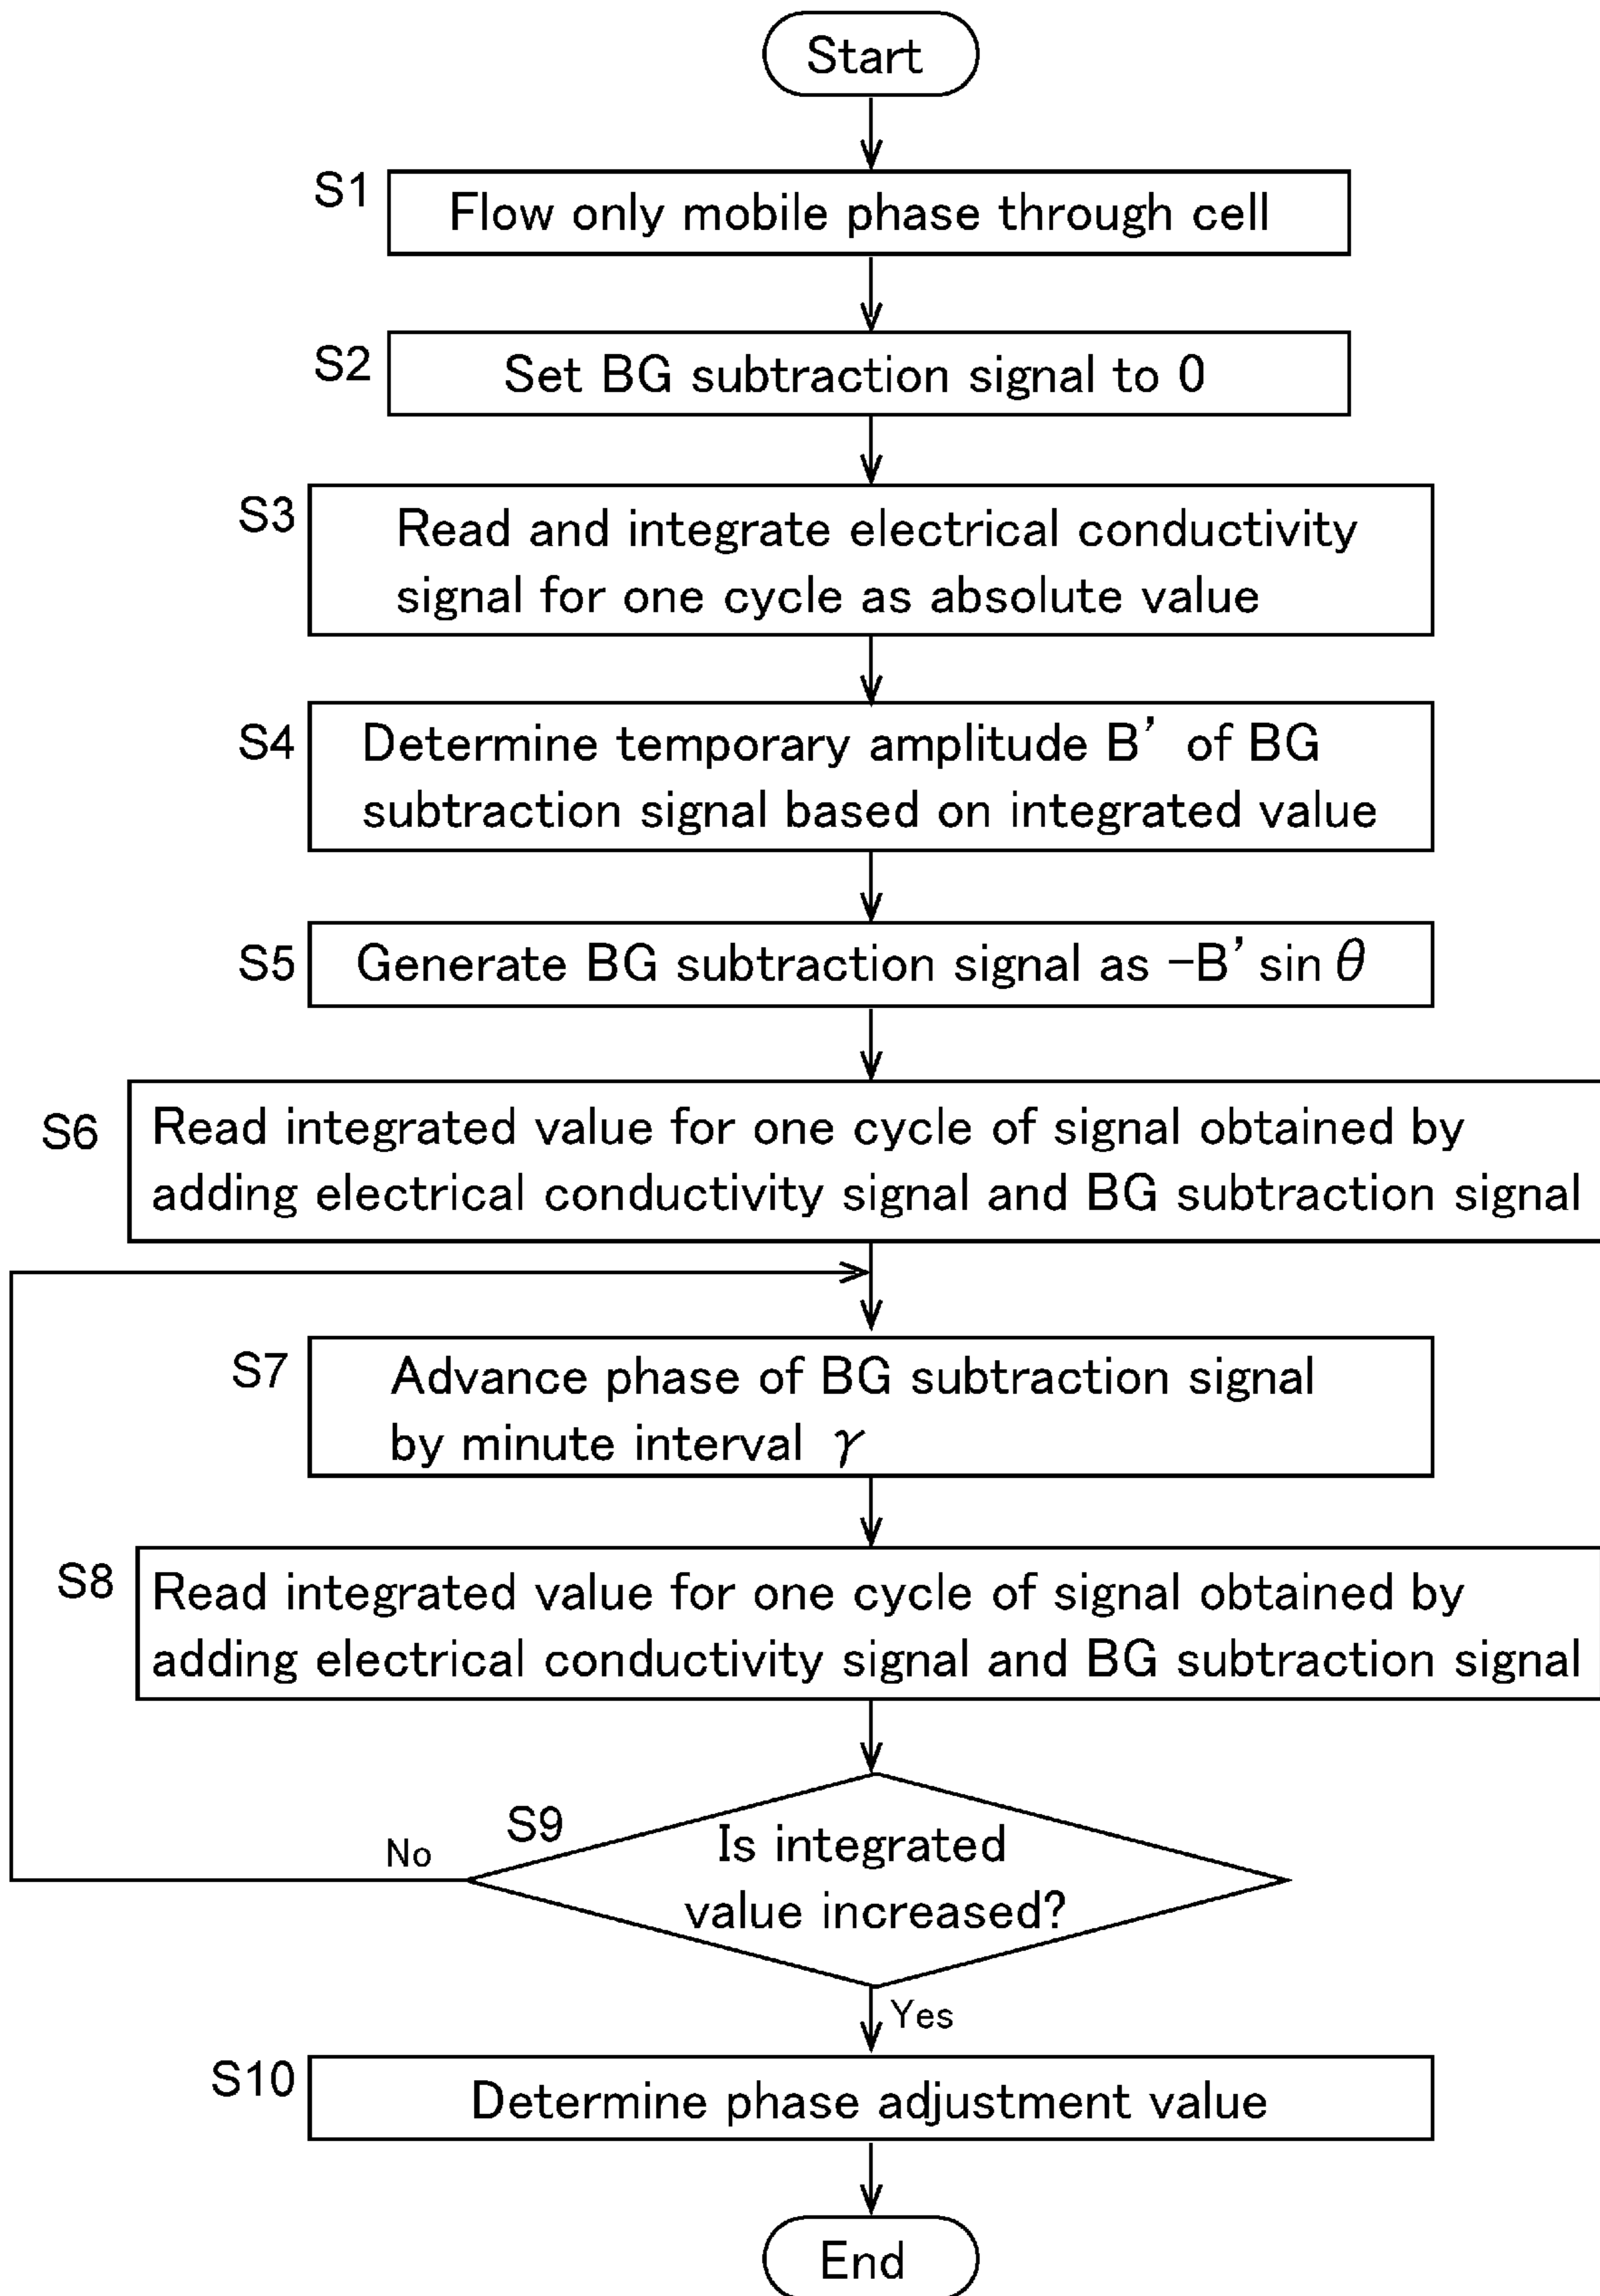 Start
S1
Flow only mobile phase through cell
S2
Set BG subtraction signal to 0
S3
Read and integrate electrical conductivity
signal for one cycle as absolute value
S4
Determine temporary amplitude B’ of BG
subtraction signal based on integrated value
S5
Generate BG subtraction signal as −B’ sin θ
S6
Read integrated value for one cycle of signal obtained by
adding electrical conductivity signal and BG subtraction signal
S7
Advance phase of BG subtraction signal
by minute interval γ
S8
Read integrated value for one cycle of signal obtained by
adding electrical conductivity signal and BG subtraction signal
S9
Is integrated
value increased?
No
Yes
S10
Determine phase adjustment value
End